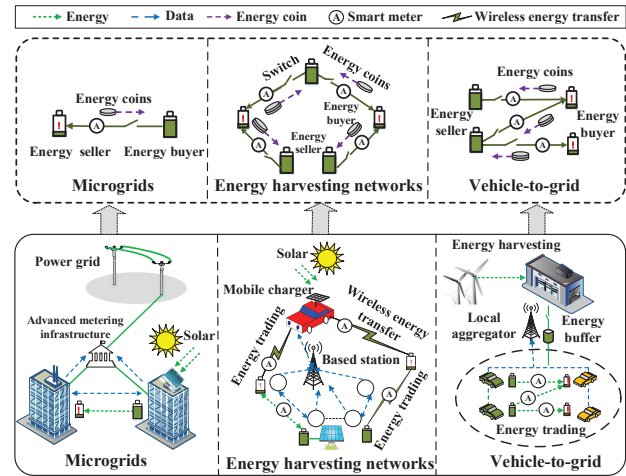 Energy
Data
Energy coin
A
Smart meter
Wireless energy transfer
Energy coins
!
A
Energy seller
Energy buyer
Microgrids
Switch
Energy coins
A
A
!
!
Energy
buyer
Energy
seller
A
A
Energy harvesting networks
Energy coins
A
!
Energy
seller
Energy
buyer
A
!
Vehicle-to-grid
Power grid
Advanced metering
infrastructure
Solar
!
Microgrids
Solar
Mobile charger
Wireless energy
transfer
A
Energy trading
Based station
A
!
A
A
Energy trading
Energy harvesting networks
Energy harvesting
Local
aggregator
Energy
buffer
A
A
Energy trading
Vehicle-to-grid